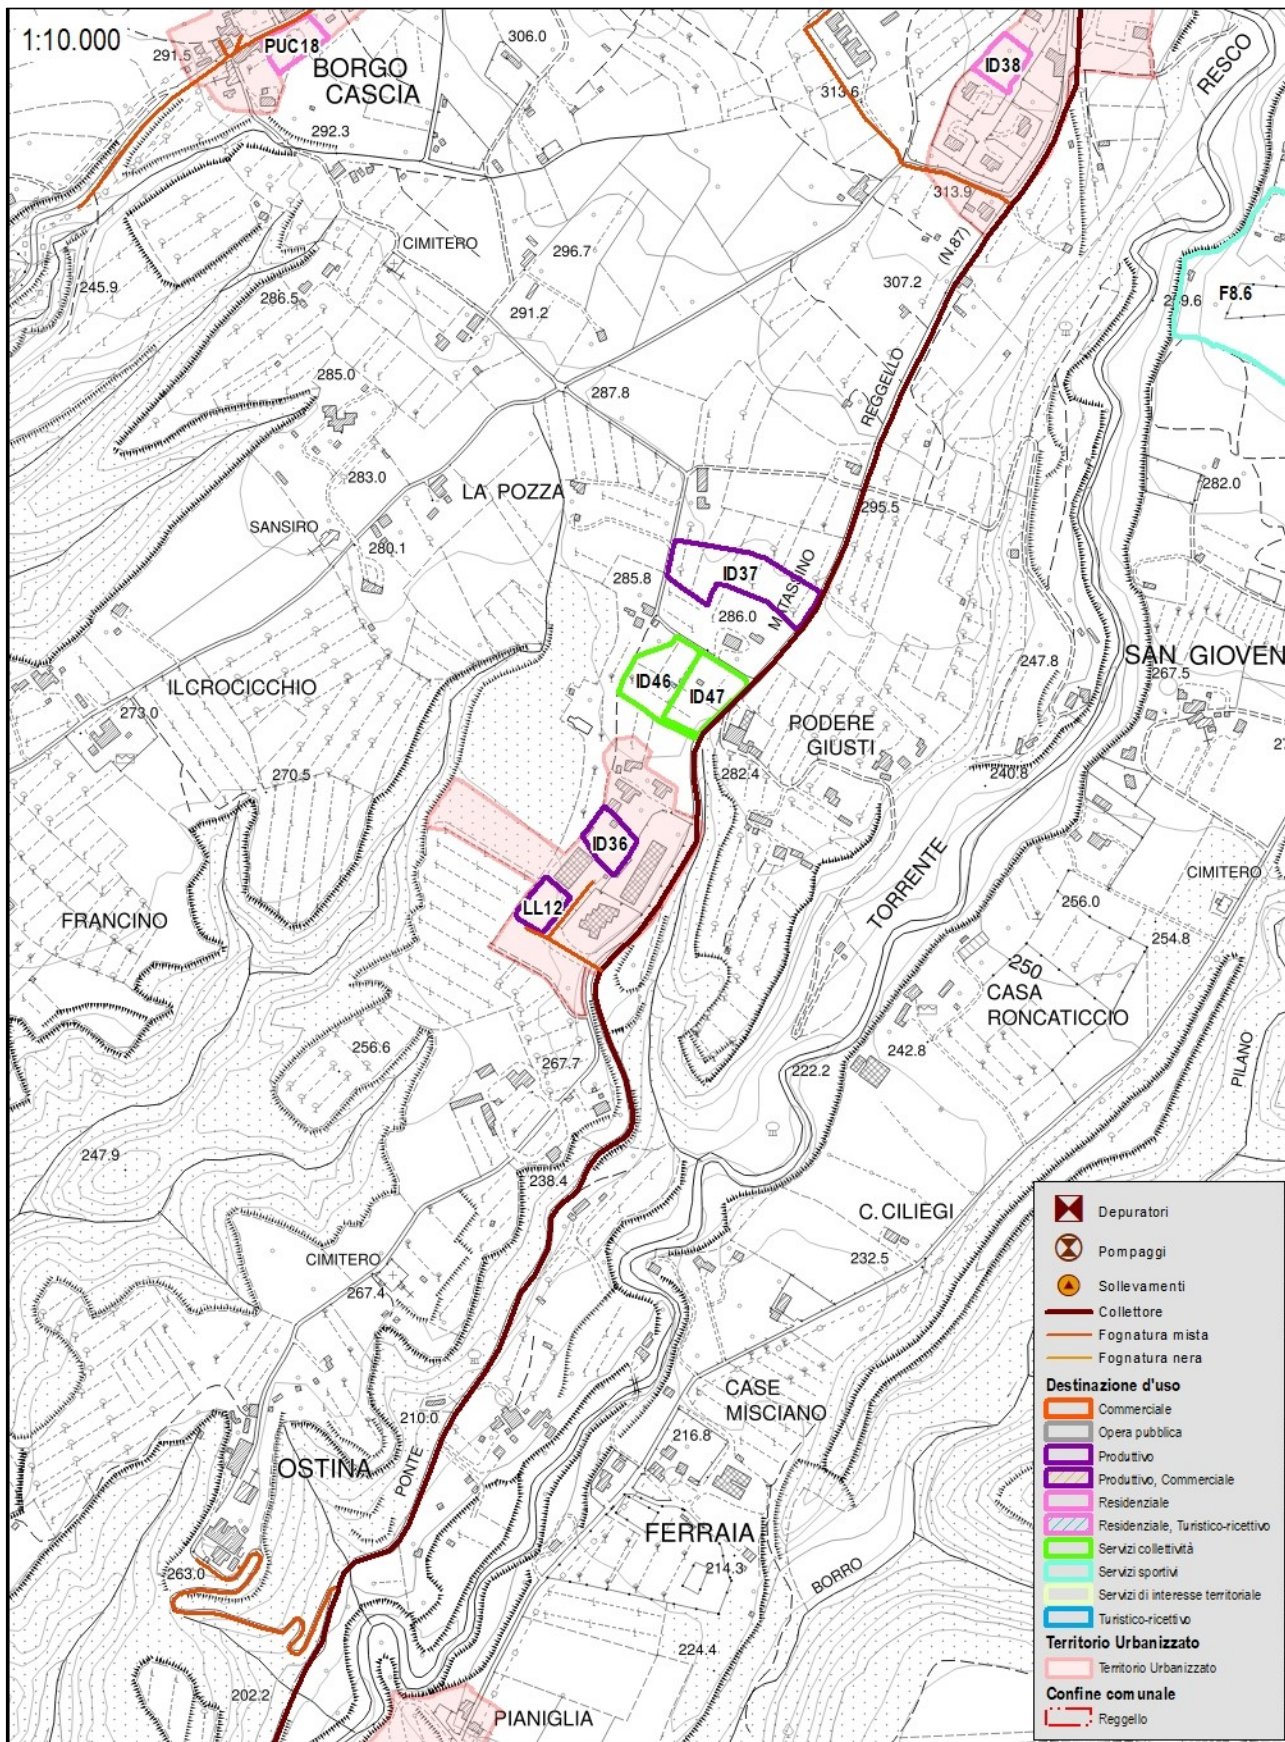 1:10.000
291.5
PUC18
BORGO
CASCIA
306.0
292.3
313.6
ID38
RESCO
313.9
(N.87)
CIMITERO
296.7
245.9
286.5
291.2
307.2
F8.6
285.0
287.8
REGGELLO
283.0
LA POZZA
282.0
SANSIRO
280.1
295.5
285.8
ID37
MATASSINO
286.0
ID46
ID47
247.8
SAN GIOVEN
267.5
ILCROCICCHIO
273.0
PODERE
GIUSTI
270.5
282.4
240.8
ID36
TORRENTE
CIMITERO
LL12
FRANCINO
256.0
254.8
250
CASA
RONCATICCIO
256.6
267.7
242.8
222.2
PILANO
247.9
238.4
C.CILIEGI
CIMITERO
267.4
232.5
CASE
MISCIANO
210.0
216.8
OSTINA
PONTE
FERRAIA
263.0
214.3
BORRO
224.4
202.2
PIANIGLIA
Depuratori
Pompaggi
Sollevamenti
Collettore
Fognatura mista
Fognatura nera
Destinazione d'uso
Commerciale
Opera pubblica
Produttivo
Produttivo, Commerciale
Residenziale
Residenziale, Turistico-ricettivo
Servizi collettività
Servizi sportivi
Servizi di interesse territoriale
Turistico-ricettivo
Territorio Urbanizzato
Territorio Urbanizzato
Confine comunale
Reggello